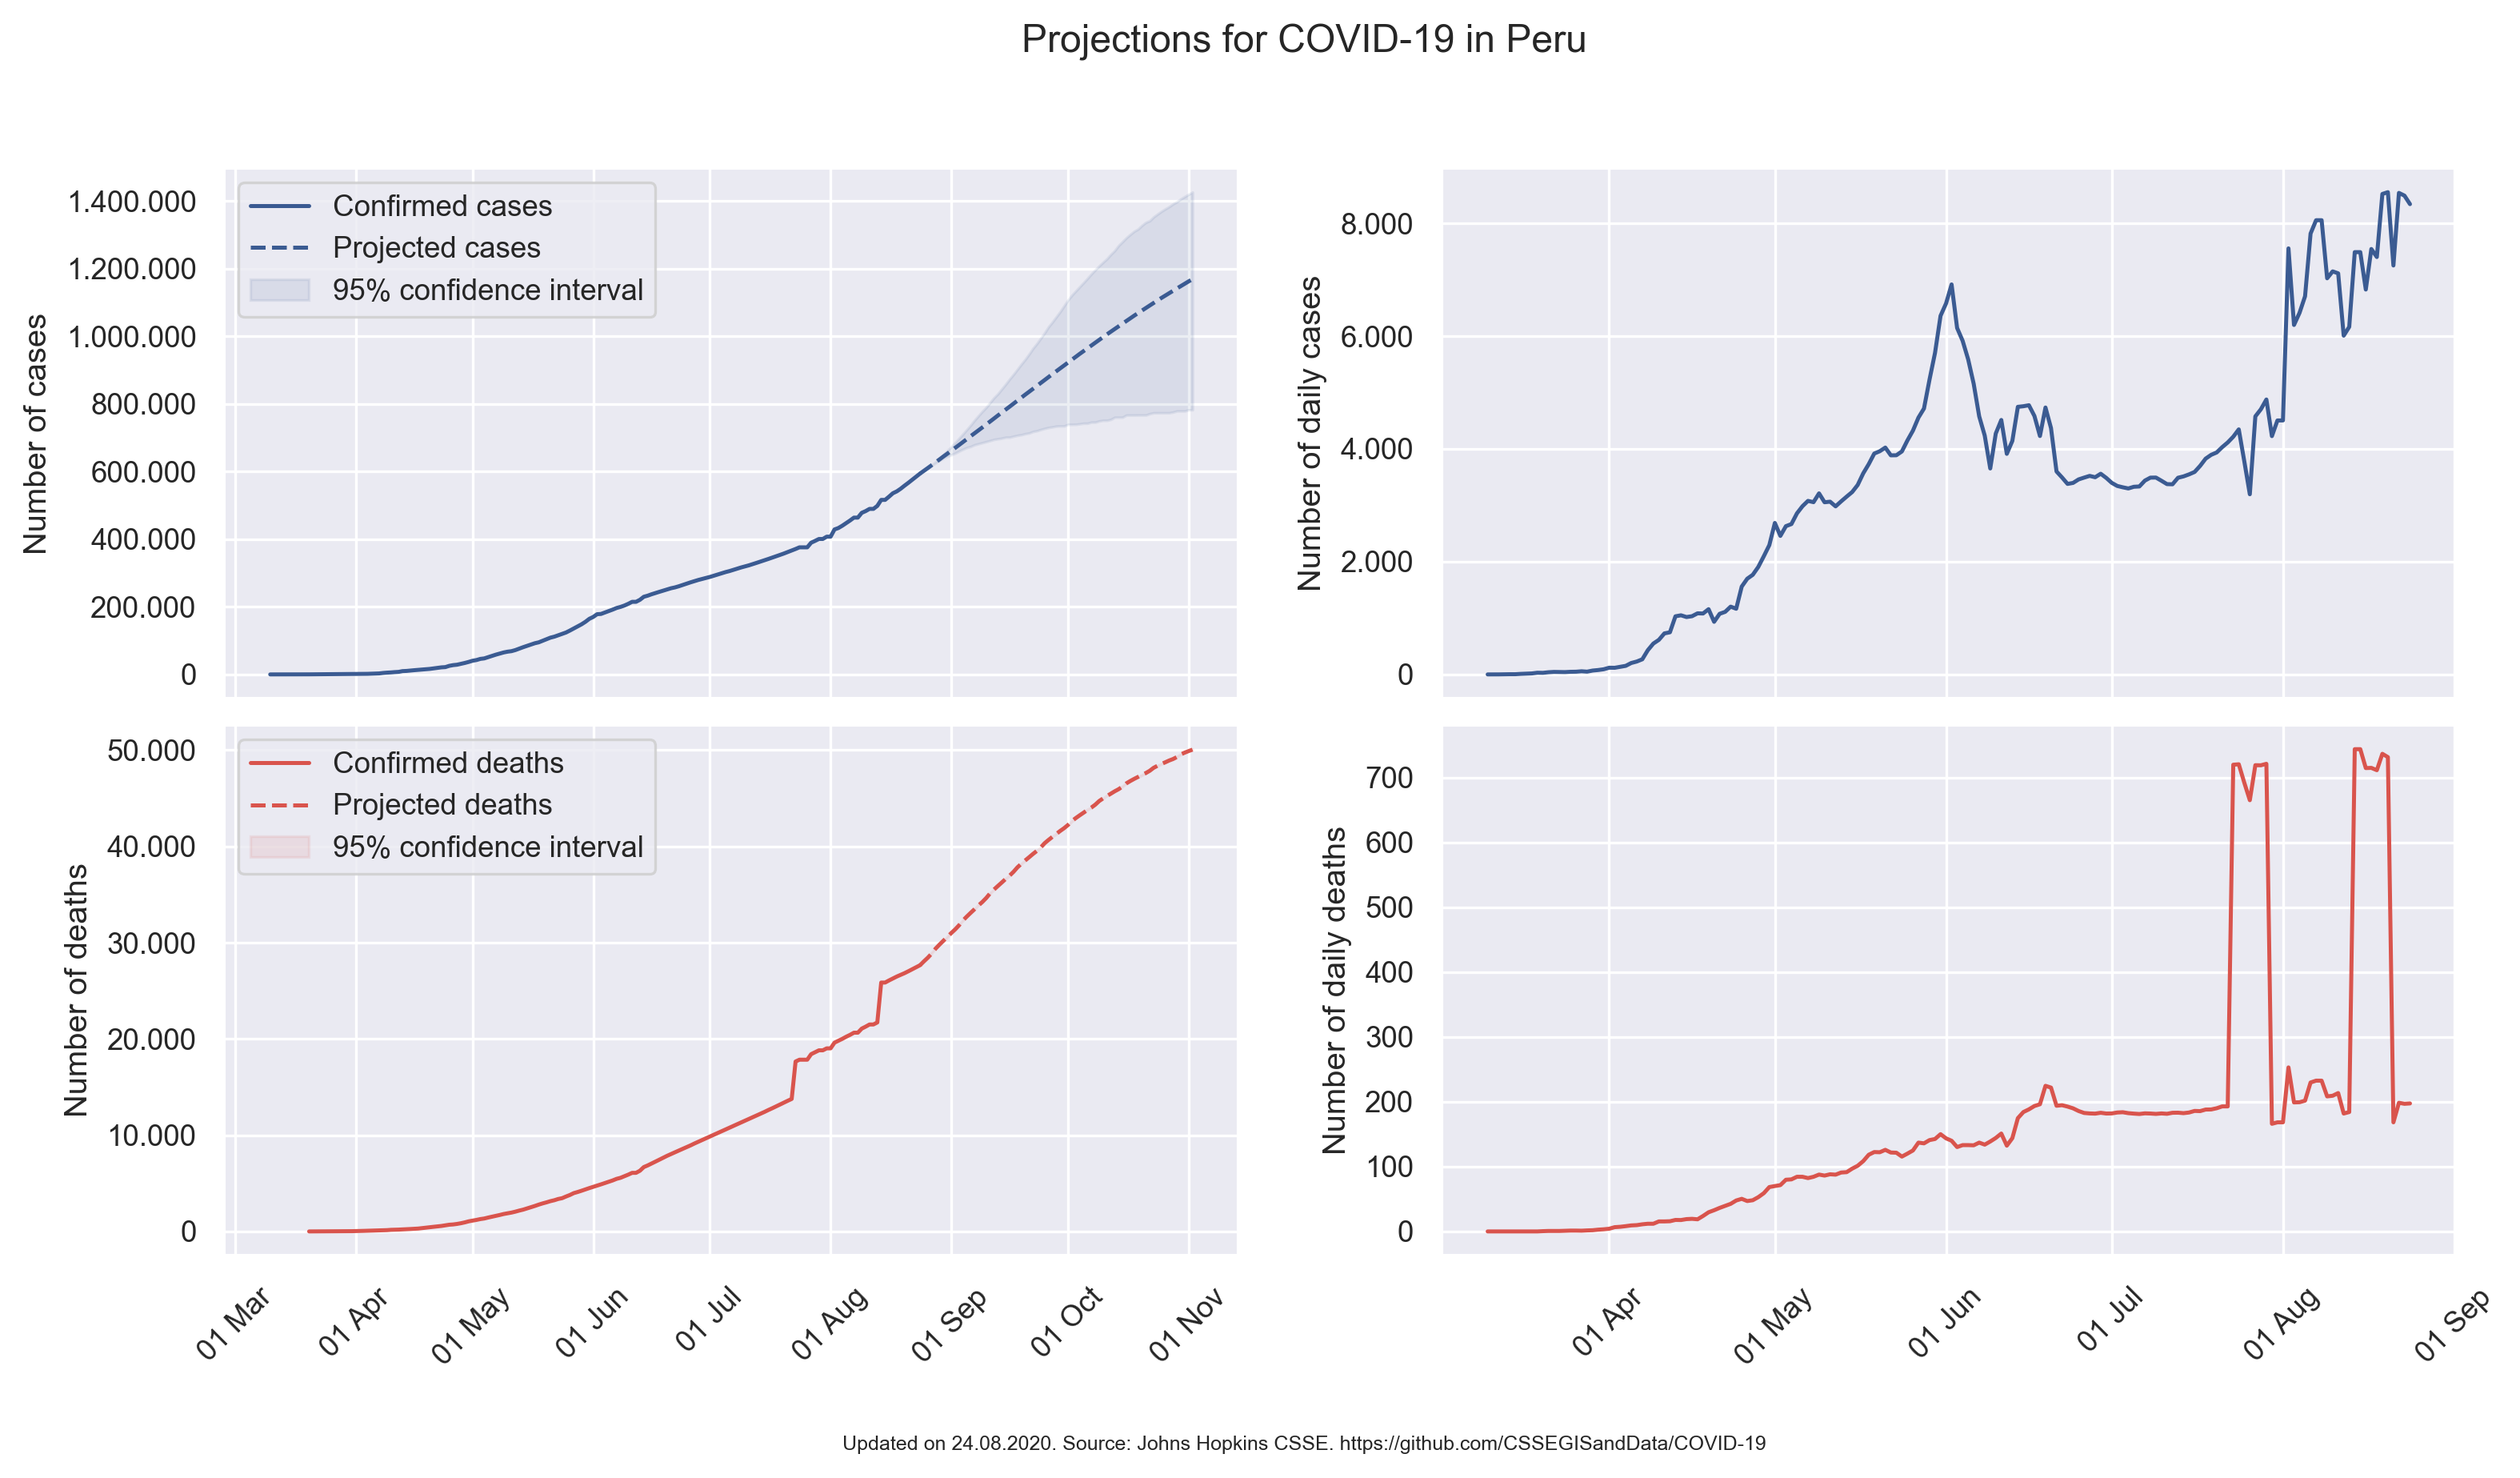 Projections for COVID-19 in Peru
Number of cases
1.400.000
1.200.000
1.000.000
800.000
600.000
400.000
200.000
0
Confirmed cases
Projected cases
95% confidence interval
Number of daily cases
8.000
6.000
4.000
2.000
0
Number of deaths
50.000
40.000
30.000
20.000
10.000
0
Confirmed deaths
Projected deaths
95% confidence interval
01 Mar
01 Apr
01 May
01 Jun
01 Jul
01 Aug
01 Sep
01 Oct
01 Nov
Number of daily deaths
700
600
500
400
300
200
100
0
01 Apr
01 May
01 Jun
01 Jul
01 Aug
01 Sep
Updated on 24.08.2020. Source: Johns Hopkins CSSE. https://github.com/CSSEGISandData/COVID-19